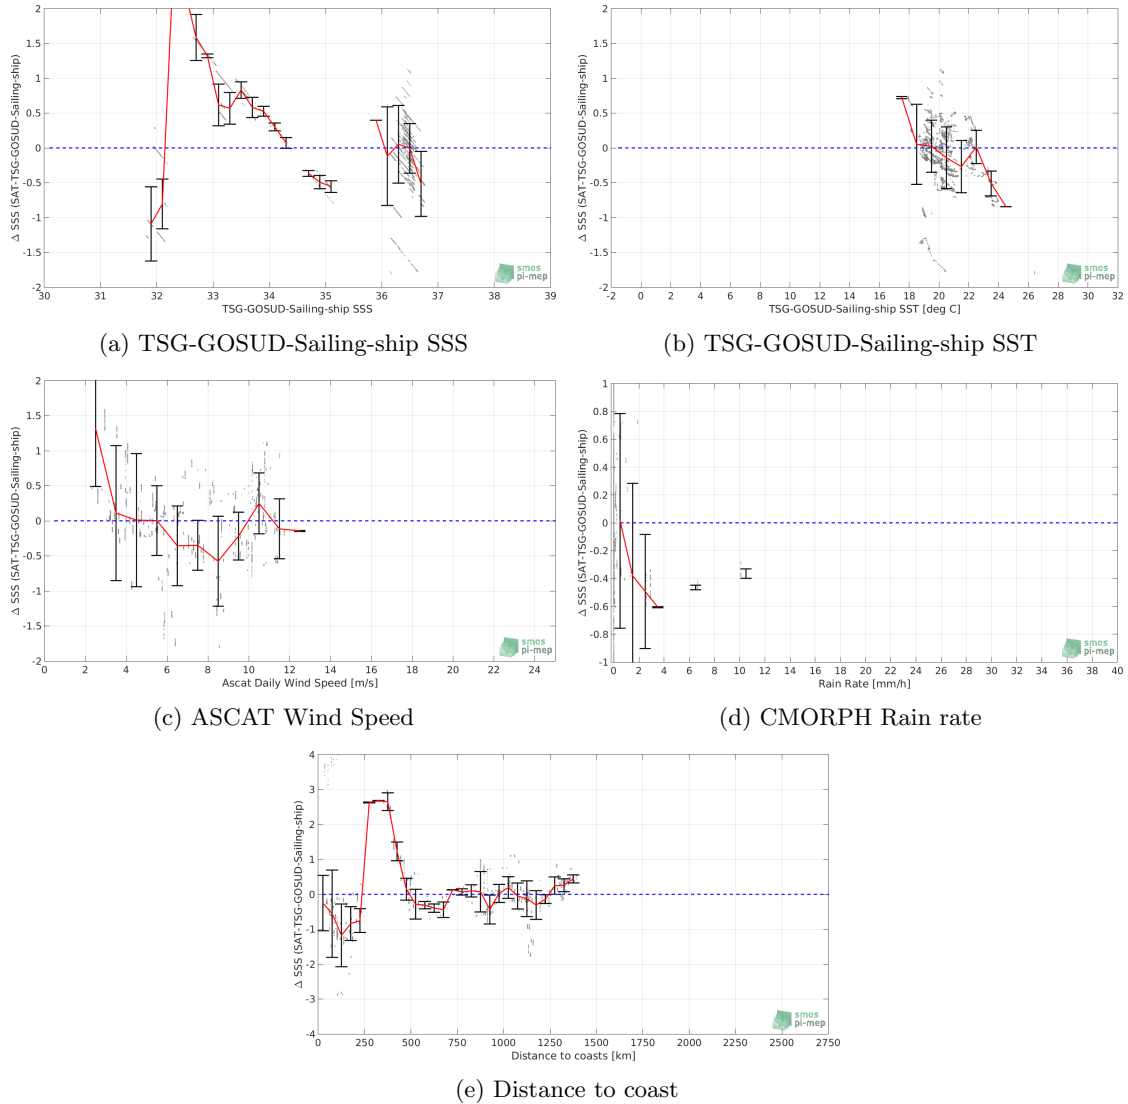 2
1.5
1
0.5
0
-0.5
-1
-1.5
-2
Δ SSS (SAT-TSG-GOSUD-Sailing-ship)
30 31 32 33 34 35 36 37 38 39
TSG-GOSUD-Sailing-ship SSS
smos
pi-mep
(a) TSG-GOSUD-Sailing-ship SSS
2
1.5
1
0.5
0
-0.5
-1
-1.5
-2
Δ SSS (SAT-TSG-GOSUD-Sailing-ship)
-2 0 2 4 6 8 10 12 14 16 18 20 22 24 26 28 30 32
TSG-GOSUD-Sailing-ship SST [deg C]
smos
pi-mep
(b) TSG-GOSUD-Sailing-ship SST
2
1.5
1
0.5
0
-0.5
-1
-1.5
-2
Δ SSS (SAT-TSG-GOSUD-Sailing-ship)
0 2 4 6 8 10 12 14 16 18 20 22 24
Ascat Daily Wind Speed [m/s]
smos
pi-mep
(c) ASCAT Wind Speed
1
0.8
0.6
0.4
0.2
0
-0.2
-0.4
-0.6
-0.8
-1
Δ SSS (SAT-TSG-GOSUD-Sailing-ship)
0 2 4 6 8 10 12 14 16 18 20 22 24 26 28 30 32 34 36 38 40
Rain Rate [mm/h]
smos
pi-mep
(d) CMORPH Rain rate
4
3
2
1
0
-1
-2
-3
-4
Δ SSS (SAT-TSG-GOSUD-Sailing-ship)
0 250 500 750 1000 1250 1500 1750 2000 2250 2500 2750
Distance to coasts [km]
smos
pi-mep
(e) Distance to coast